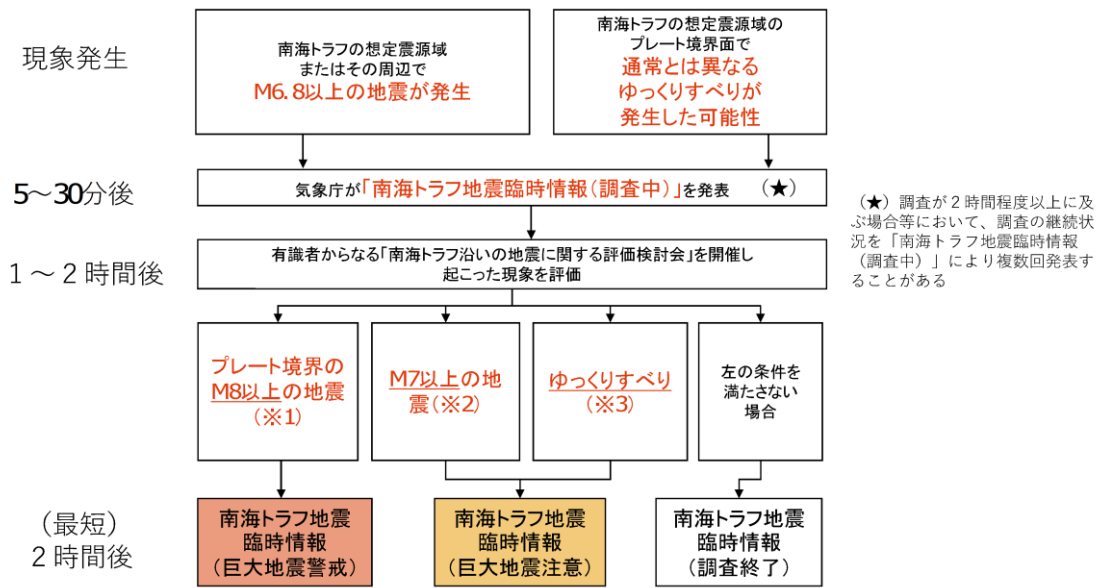 現象発生
南海トラフの想定震源域
またはその周辺で
M6.8以上の地震が発生
南海トラフの想定震源域の
プレート境界面で
通常とは異なる
ゆっくりすべりが
発生した可能性
5～30分後
気象庁が「南海トラフ地震臨時情報(調査中)」を発表　(★)
（★）調査が２時間程度以上に及
ぶ場合等において、調査の継続状
況を「南海トラフ地震臨時情報
（調査中）」により複数回発表す
ることがある
１～２時間後
有識者からなる「南海トラフ沿いの地震に関する評価検討会」を開催し
起こった現象を評価
プレート境界の
M8以上の地震
(※1)
M7以上の地
震(※2)
ゆっくりすべり
(※3)
左の条件を
満たさない
場合
（最短）
２時間後
南海トラフ地震
臨時情報
(巨大地震警戒)
南海トラフ地震
臨時情報
(巨大地震注意)
南海トラフ地震
臨時情報
(調査終了)